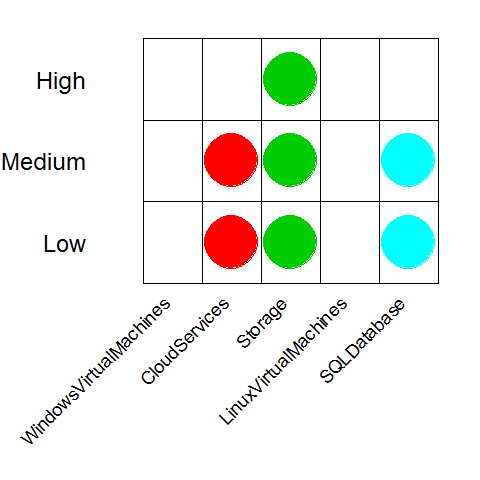 High
Medium
Low
WindowsVirtualMachines
CloudServices
Storage
LinuxVirtualMachines
SQLDatabase